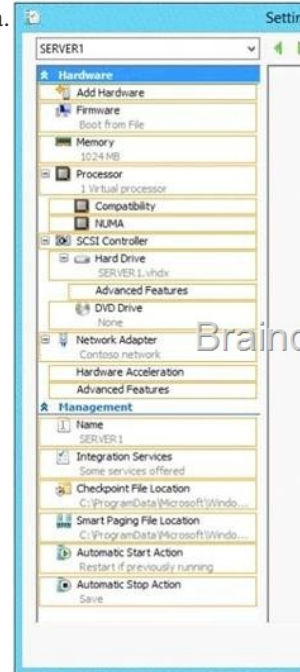 a.
Settin
SERVER1
Hardware
Add Hardware
Firmware
Boot from File
Memory
1024 MB
Processor
1 Virtual processor
Compatibility
NUMA
SCSI Controller
Hard Drive
SERVER1.vhdx
Advanced Features
DVD Drive
None
Network Adapter
Contoso network
Braind
Hardware Acceleration
Advanced Features
Management
Name
SERVER1
Integration Services
Some services offered
Checkpoint File Location
C:\ProgramData\Microsoft\Windo...
Smart Paging File Location
C:\ProgramData\Microsoft\Windo...
Automatic Start Action
Restart if previously running
Automatic Stop Action
Save